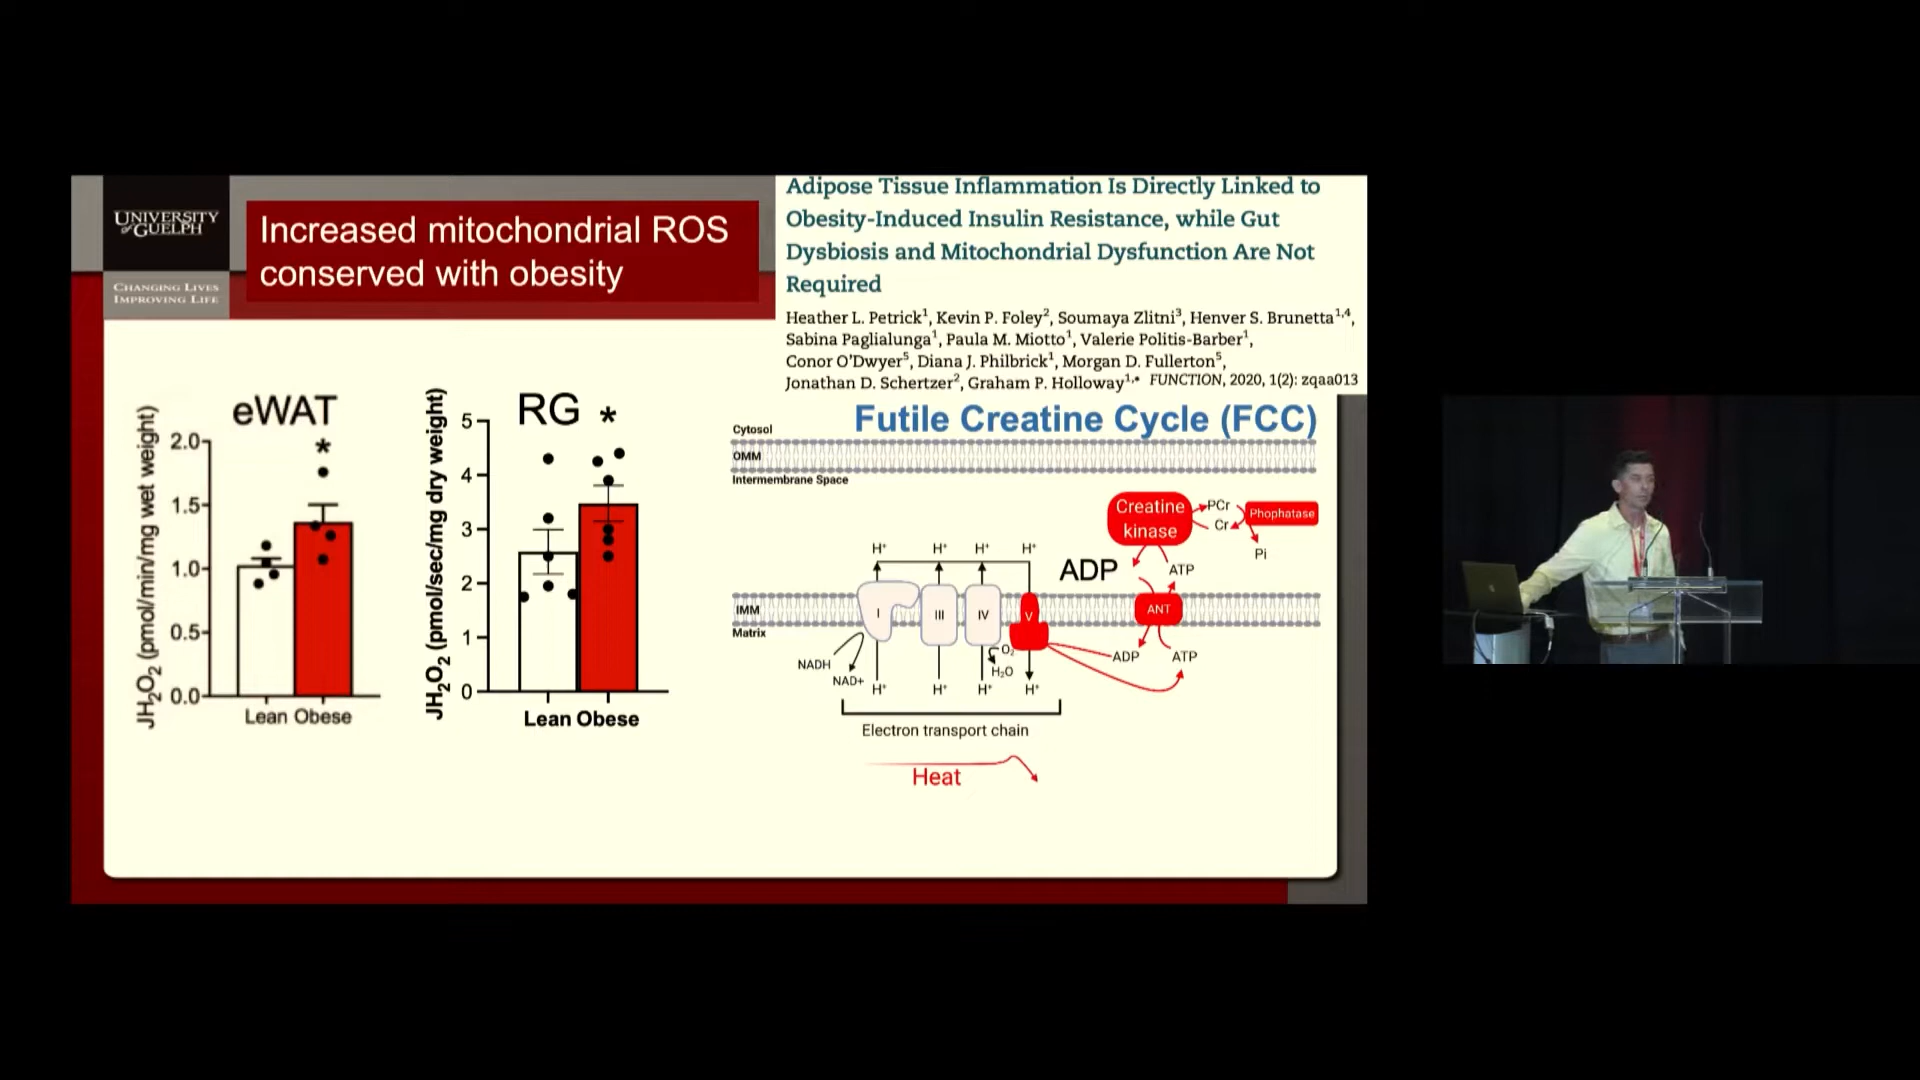 UNIVERSITY
of GUELPH
CHANGING LIVES
IMPROVING LIFE
Increased mitochondrial ROS
conserved with obesity
Adipose Tissue Inflammation Is Directly Linked to
Obesity-Induced Insulin Resistance, while Gut
Dysbiosis and Mitochondrial Dysfunction Are Not
Required
Heather L. Petrick¹, Kevin P. Foley², Soumaya Zlitni³, Henver S. Brunetta¹,⁴,
Sabina Paglialunga¹, Paula M. Miotto¹, Valerie Politis-Barber¹,
Conor O'Dwyer⁵, Diana J. Philbrick¹, Morgan D. Fullerton⁵,
Jonathan D. Schertzer², Graham P. Holloway¹,* FUNCTION, 2020, 1(2): zqaa013
eWAT
*
JH₂O₂ (pmol/min/mg wet weight)
2.0
1.5
1.0
0.5
0.0
Lean Obese
RG *
JH₂O₂ (pmol/sec/mg dry weight)
5
4
3
2
1
0
Lean Obese
Futile Creatine Cycle (FCC)
Cytosol
OMM
Intermembrane Space
Creatine
kinase
PCr
Cr
Phophatase
Pi
H⁺ H⁺ H⁺ H⁺
ADP
ATP
IMM
I III IV V
ANT
Matrix
NADH
NAD+
O₂
H₂O
ADP
ATP
H⁺ H⁺ H⁺ H⁺
Electron transport chain
Heat